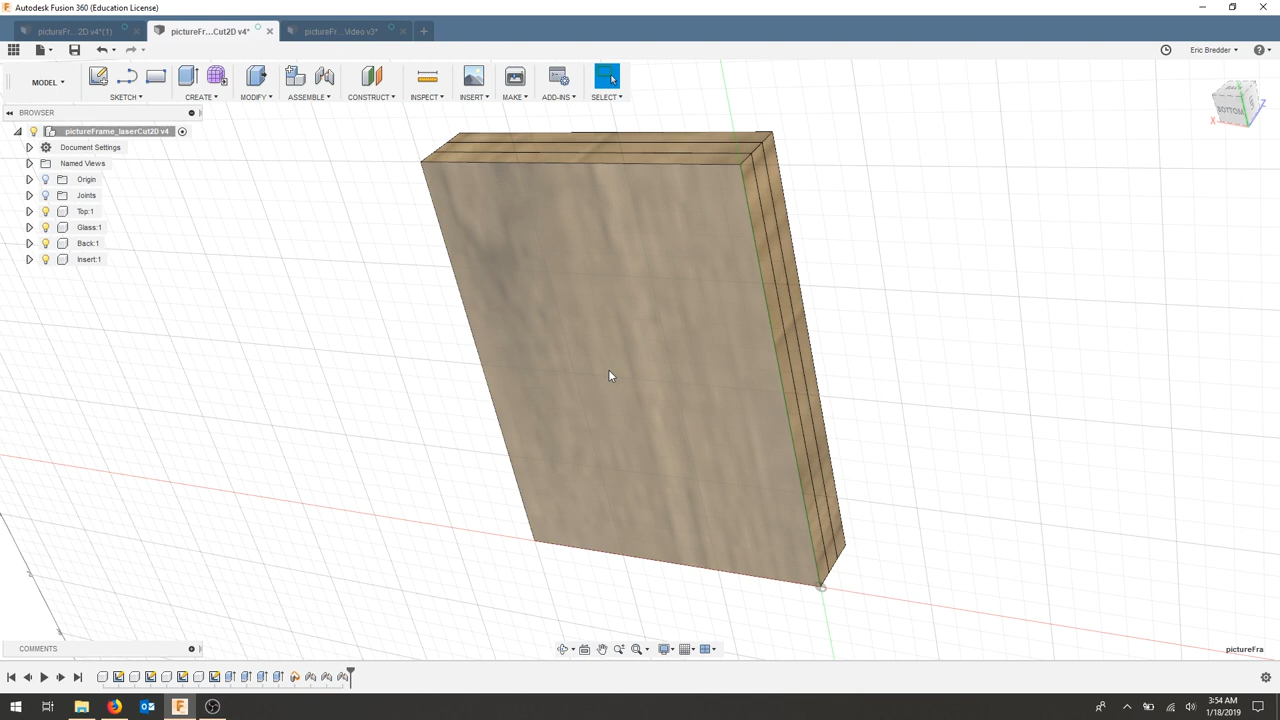 Autodesk Fusion 360 (Education License)
pictureFra...2D v4*(1)
pictureFr...Cut2D v4*
pictureFr...Video v3*
Eric Bredder
MODEL
SKETCH
CREATE
MODIFY
ASSEMBLE
CONSTRUCT
INSPECT
INSERT
MAKE
ADD-INS
SELECT
BROWSER
pictureFrame_laserCut2D v4
Document Settings
Named Views
Origin
Joints
Top:1
Glass:1
Back:1
Insert:1
BOTTOM
X
Z
COMMENTS
pictureFra
3:54 AM
1/18/2019